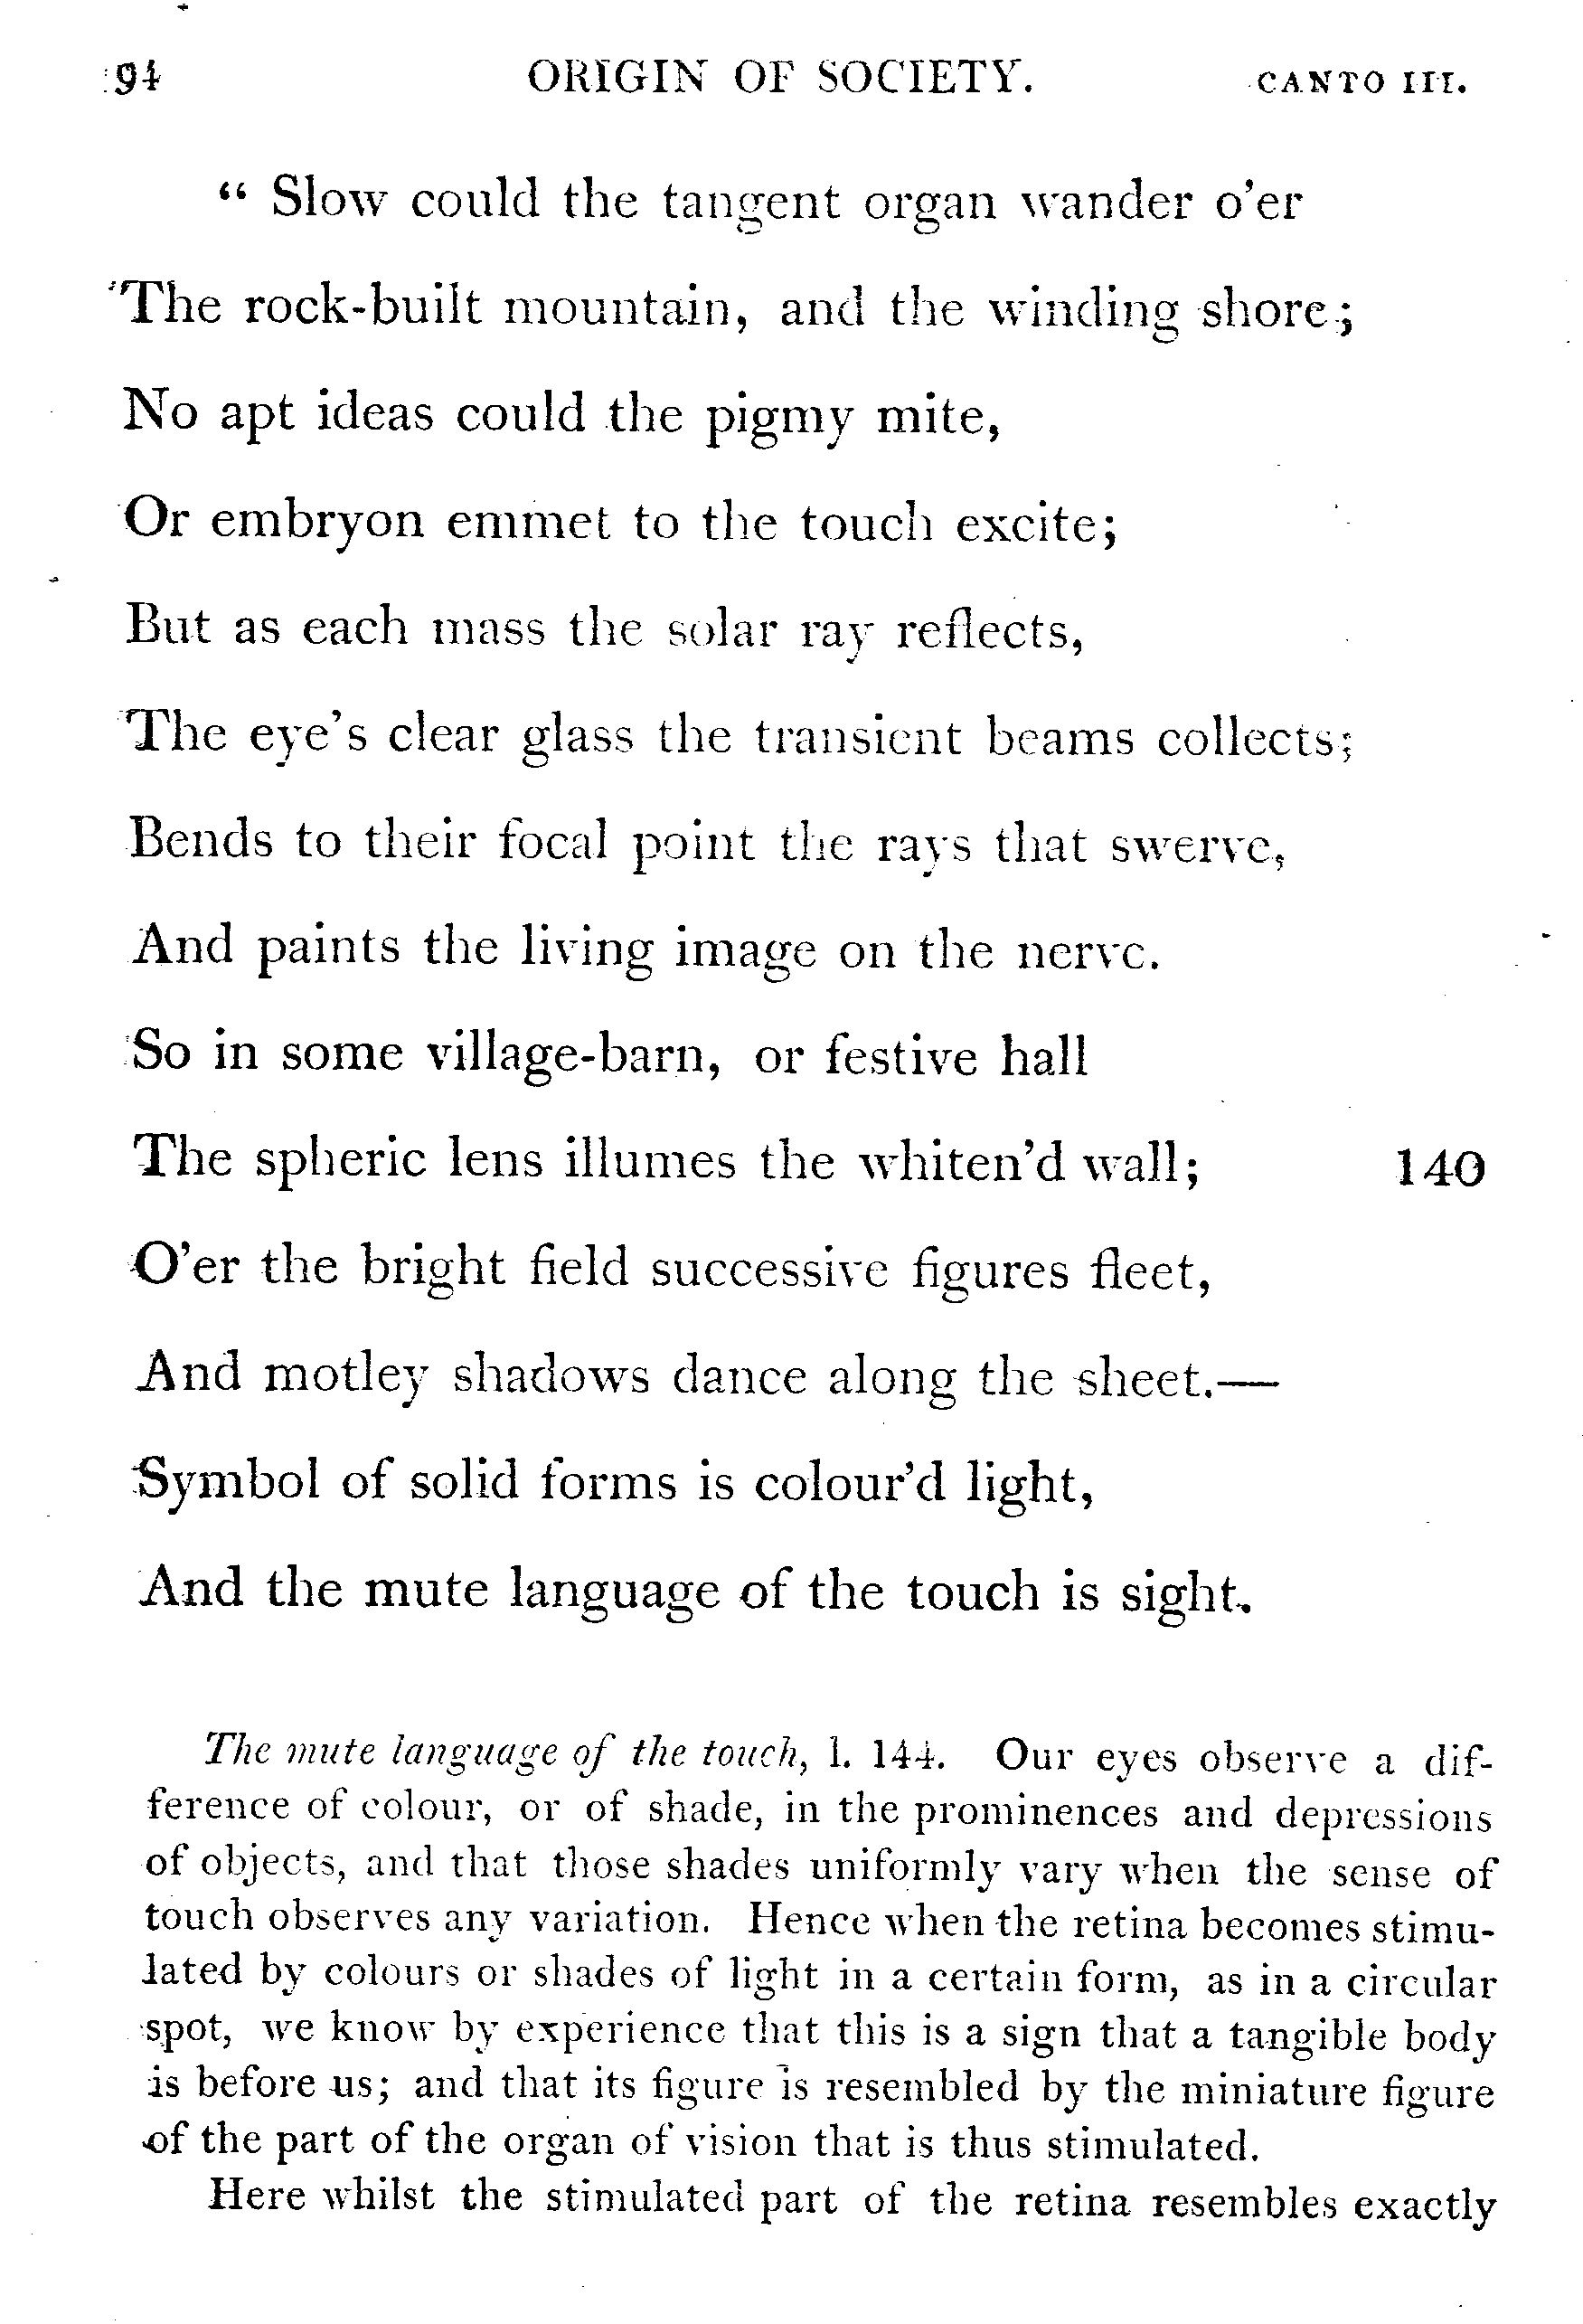 94 ORIGIN OF SOCIETY. CANTO III.
“ Slow could the tangent organ wander o’er
The rock-built mountain, and the winding shore;
No apt ideas could the pigmy mite,
Or embryon emmet to the touch excite;
But as each mass the solar ray reflects,
The eye’s clear glass the transient beams collects;
Bends to their focal point the rays that swerve,
And paints the living image on the nerve.
So in some village-barn, or festive hall
The spheric lens illumes the whiten’d wall; 140
O’er the bright field successive figures fleet,
And motley shadows dance along the sheet.—
Symbol of solid forms is colour’d light,
And the mute language of the touch is sight.
The mute language of the touch, l. 144. Our eyes observe a dif-
ference of colour, or of shade, in the prominences and depressions
of objects, and that those shades uniformly vary when the sense of
touch observes any variation. Hence when the retina becomes stimu-
lated by colours or shades of light in a certain form, as in a circular
spot, we know by experience that this is a sign that a tangible body
is before us; and that its figure is resembled by the miniature figure
of the part of the organ of vision that is thus stimulated.
Here whilst the stimulated part of the retina resembles exactly